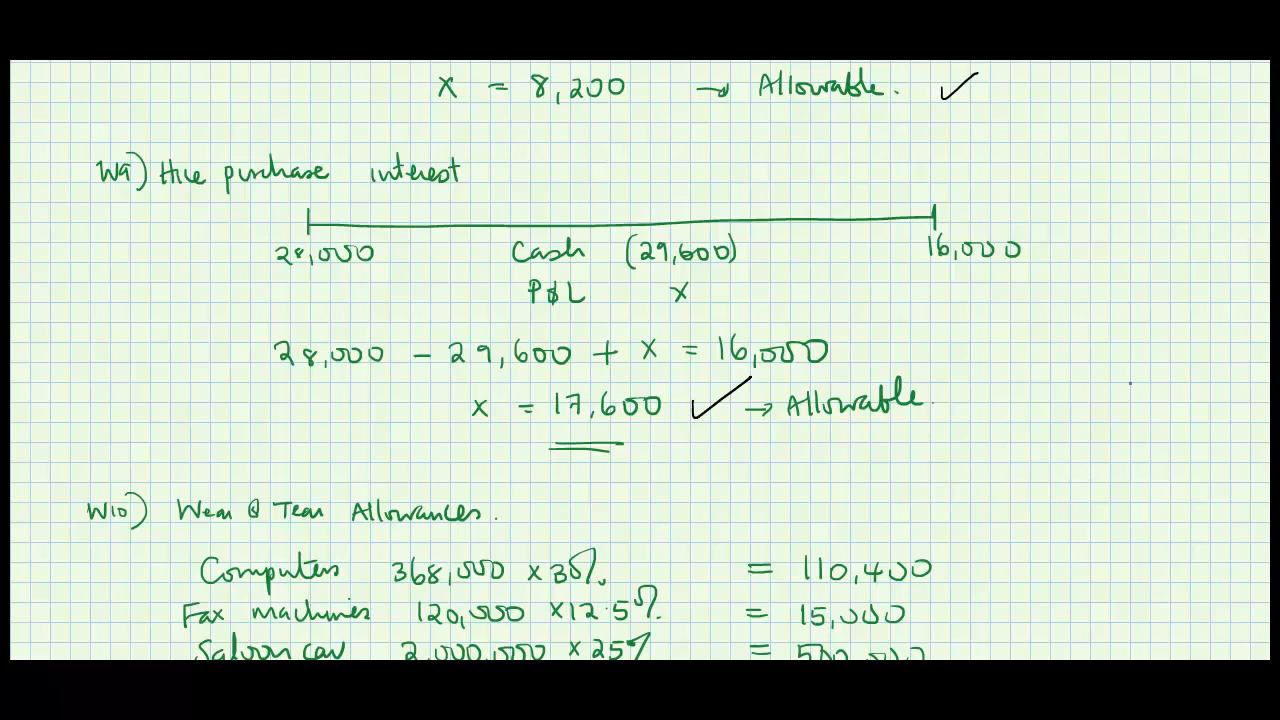 x = 8,200 → Allowable. ✓
W9) Hire purchase interest
28,000 Cash (29,600) 16,000
P&L x
28,000 - 29,600 + x = 16,000
x = 17,600 ✓ → Allowable.
W10) Wear & Tear Allowances.
Computers 368,000 x 30% = 110,400
Fax machines 120,000 x 12.5% = 15,000
Saloon car 2,000,000 x 25% = 500,000